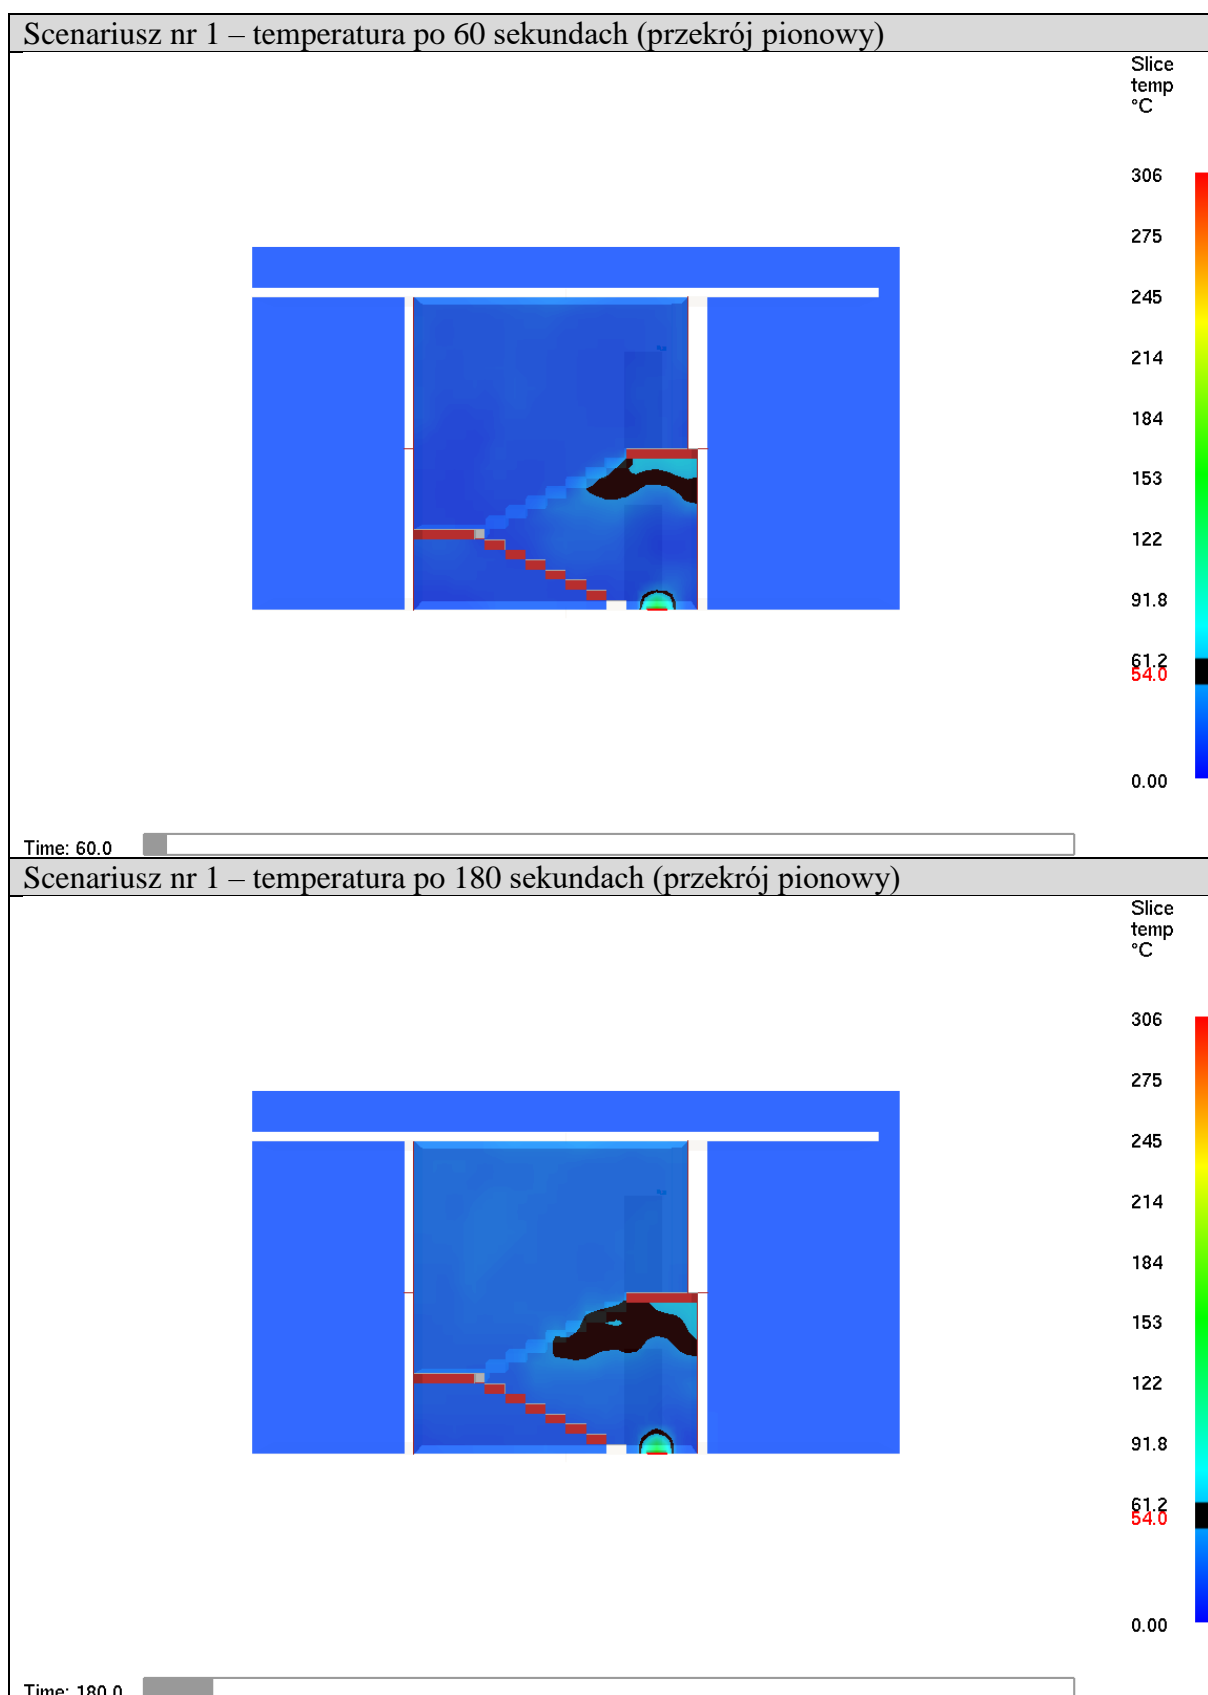 Scenariusz nr 1 – temperatura po 60 sekundach (przekrój pionowy)
Slice
temp
°C
306
275
245
214
184
153
122
91.8
61.2
54.0
0.00
Time: 60.0
Scenariusz nr 1 – temperatura po 180 sekundach (przekrój pionowy)
Slice
temp
°C
306
275
245
214
184
153
122
91.8
61.2
54.0
0.00
Time: 180.0